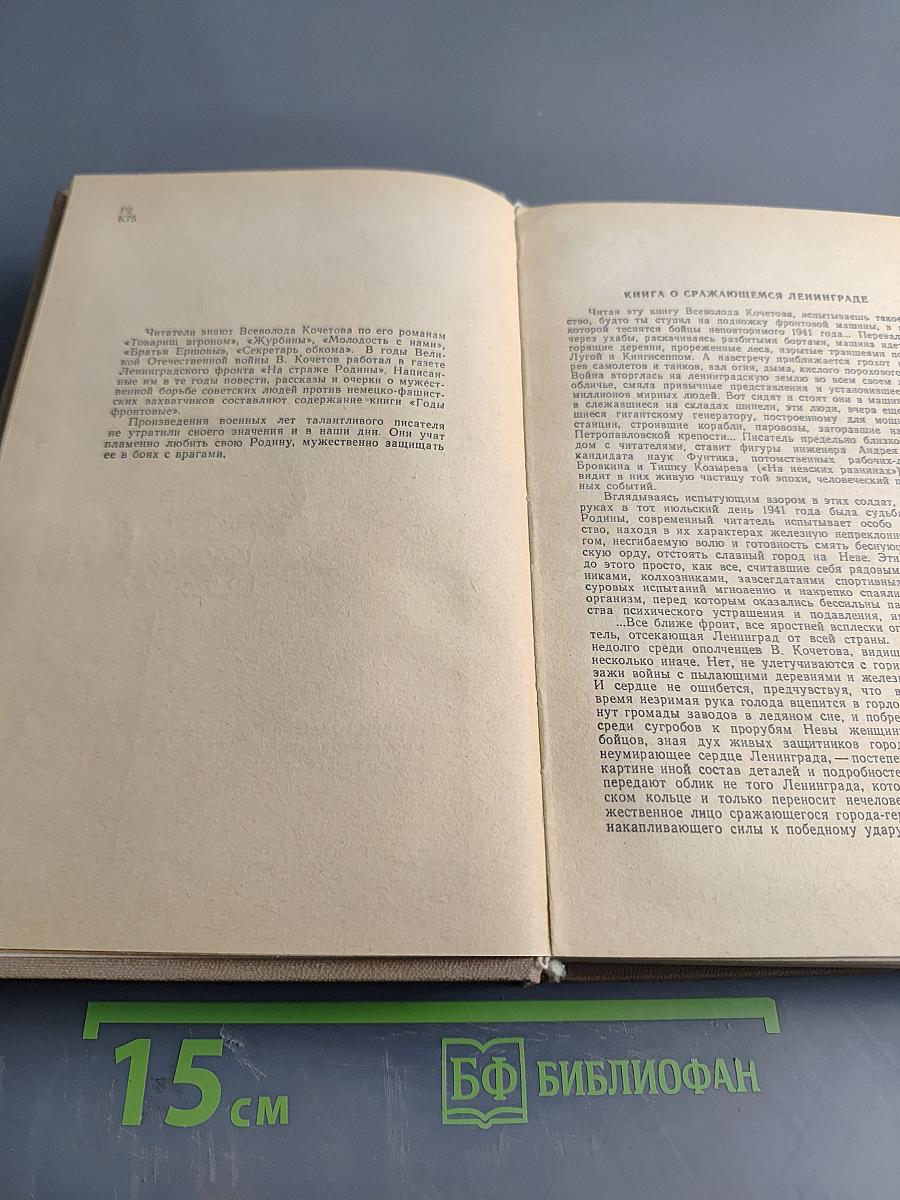 Р2
К75
Читатели знают Всеволода Кочетова по его романам
«Товарищ агроном», «Журбины», «Молодость с нами»,
«Братья Ершовы», «Секретарь обкома». В годы Вели-
кой Отечественной войны В. Кочетов работал в газете
Ленинградского фронта «На страже Родины». Написан-
ные им в те годы повести, рассказы и очерки о мужест-
венной борьбе советских людей против немецко-фашист-
ских захватчиков составляют содержание книги «Годы
фронтовые».
Произведения военных лет талантливого писателя
не утратили своего значения и в наши дни. Они учат
пламенно любить свою Родину, мужественно защищать
ее в боях с врагами.
КНИГА О СРАЖАЮЩЕМСЯ ЛЕНИНГРАДЕ
Читая эту книгу Всеволода Кочетова, испытываешь такое
ство, будто ты ступил на подножку фронтовой машины, в
которой теснятся бойцы неповторимого 1941 года... Перевал
через ухабы, раскачиваясь разбитыми бортами, машина идет
горящие деревни, прореженные леса, изрытые траншеями по
Лугой и Кингисеппом. А навстречу приближается грохот
рев самолетов и танков, вал огня, дыма, кислого порохового
Война вторглась на ленинградскую землю во всем своем
обличье, смяла привычные представления и установившее
миллионов мирных людей. Вот сидят и стоят они в машин
в слежавшиеся на складах шинели, эти люди, вчера еще
шиеся гигантскому генератору, построенному для мощн
станции, строившие корабли, паровозы, загоравшие на
Петропавловской крепости... Писатель предельно близко
дом с читателями, ставит фигуры инженера Андрея
кандидата наук Фунтика, потомственных рабочих-л
Бровкина и Тишку Козырева («На невских равнинах»)
видит в них живую частицу той эпохи, человеческий п
ных событий.
Вглядываясь испытующим взором в этих солдат,
руках в тот июльский день 1941 года была судьба
Родины, современный читатель испытывает особо
ство, находя в их характерах железную непреклонн
гом, несгибаемую волю и готовность смять беснующ
скую орду, отстоять славный город на Неве. Эти
до этого просто, как все, считавшие себя рядовым
никами, колхозниками, завсегдатаями спортивных
суровых испытаний мгновенно и накрепко спаяли
организм, перед которым оказались бессильны па
ства психического устрашения и подавления, им
...Все ближе фронт, все яростней всплески ог
тель, отсекающая Ленинград от всей страны.
недолго среди ополченцев В. Кочетова, видиш
несколько иначе. Нет, не улетучиваются с гори
зажи войны с пылающими деревнями и железн
И сердце не ошибется, предчувствуя, что в
время незримая рука голода вцепится в горло
нут громады заводов в ледяном сне, и побре
среди сугробов к прорубям Невы женщин
бойцов, зная дух живых защитников город
неумирающее сердце Ленинграда, — постепе
картине иной состав деталей и подробносте
передают облик не того Ленинграда, кото
ском кольце и только переносит нечелове
жественное лицо сражающегося города-гер
накапливающего силы к победному удару
15 см
БФ БИБЛИОФАН